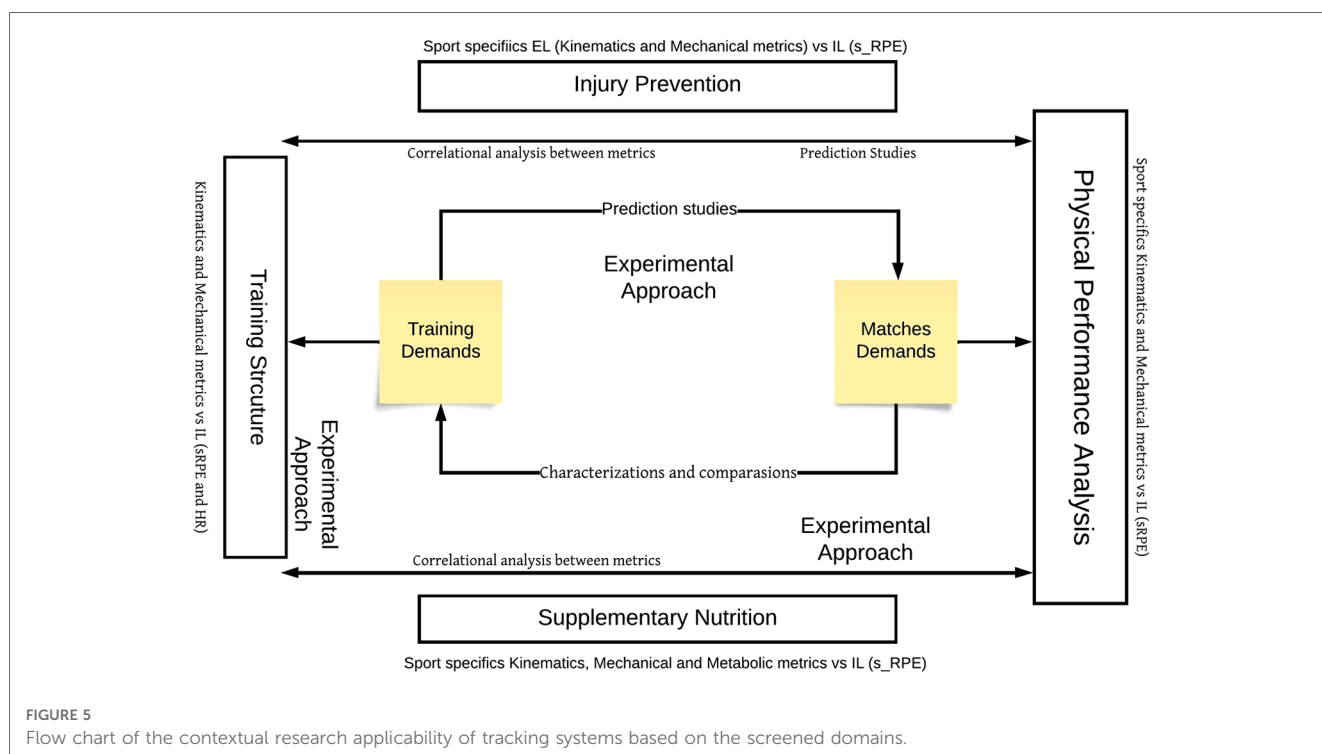 Sport specifiics EL (Kinematics and Mechanical metrics) vs IL (s_RPE)
Injury Prevention
Correlational analysis between metrics
Prediction Studies
Kinematics and Mechanical metrics vs IL (sRPE and HR)
Training Strcuture
Experimental
Approach
Prediction studies
Experimental
Approach
Training
Demands
Matches
Demands
Characterizations and comparasions
Physical Performance Analysis
Sport specifics Kinematics and Mechanical metrics vs IL (sRPE)
Experimental
Approach
Correlational analysis between metrics
Supplementary Nutrition
Sport specifics Kinematics, Mechanical and Metabolic metrics vs IL (s_RPE)
FIGURE 5
Flow chart of the contextual research applicability of tracking systems based on the screened domains.